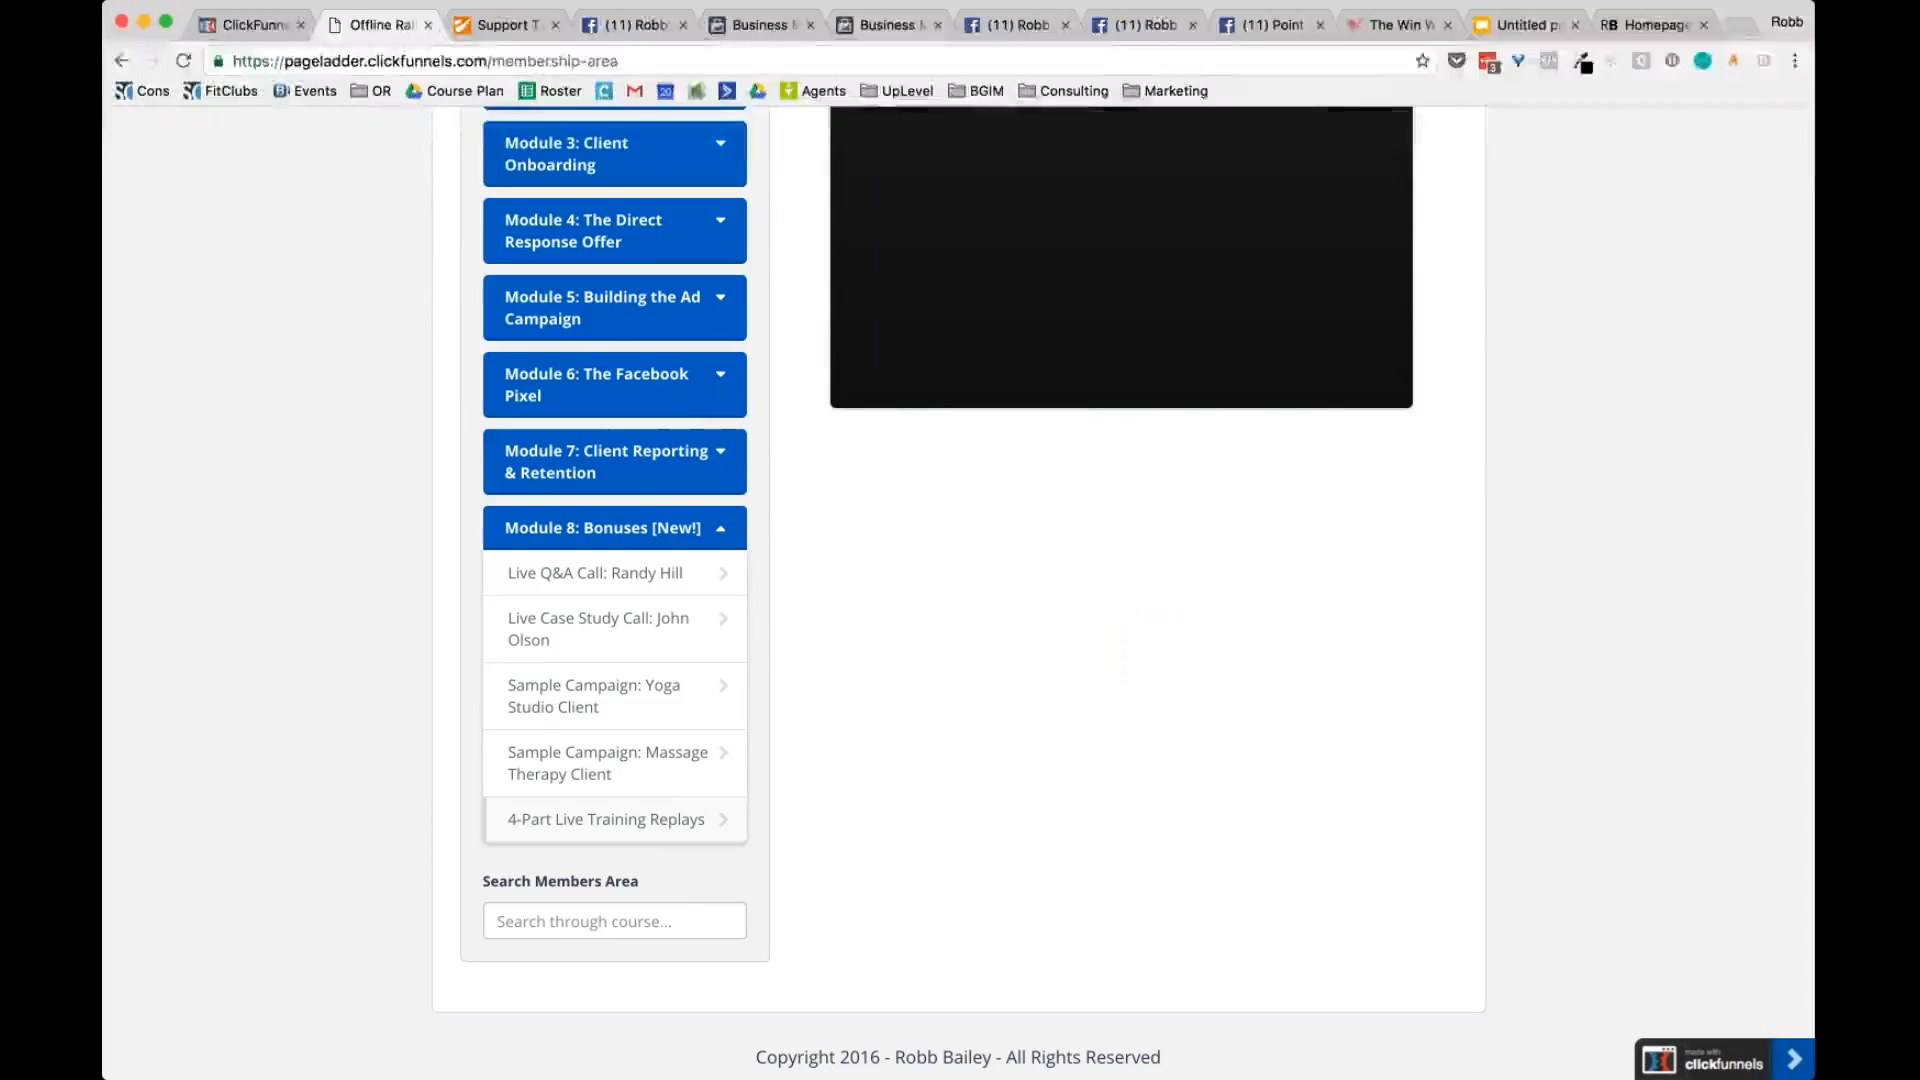 ClickFunn
Offline Rai
Support T
(11) Robb
Business
Business
(11) Robb
(11) Robb
(11) Point
The Win W
Untitled p
RB Homepage
Robb
https://pageladder.clickfunnels.com/membership-area
3
Cons
FitClubs
Events
OR
Course Plan
Roster
20
Agents
UpLevel
BGIM
Consulting
Marketing
Module 3: Client
Onboarding
Module 4: The Direct
Response Offer
Module 5: Building the Ad
Campaign
Module 6: The Facebook
Pixel
Module 7: Client Reporting
& Retention
Module 8: Bonuses [New!]
Live Q&A Call: Randy Hill
Live Case Study Call: John
Olson
Sample Campaign: Yoga
Studio Client
Sample Campaign: Massage
Therapy Client
4-Part Live Training Replays
Search Members Area
Search through course...
Copyright 2016 - Robb Bailey - All Rights Reserved
made with
clickfunnels